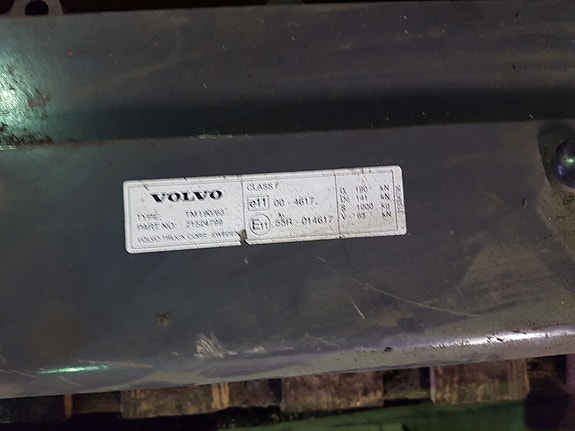 VOLVO
TYPE: TM190/63
PART NO: 21524799
VOLVO TRUCK CORP. SWEDEN
CLASS F
e11 00 - 4617
E11 55R - 014617
D. 190 kN
Dc 141 kN
S 1000 kg
V 63 kN